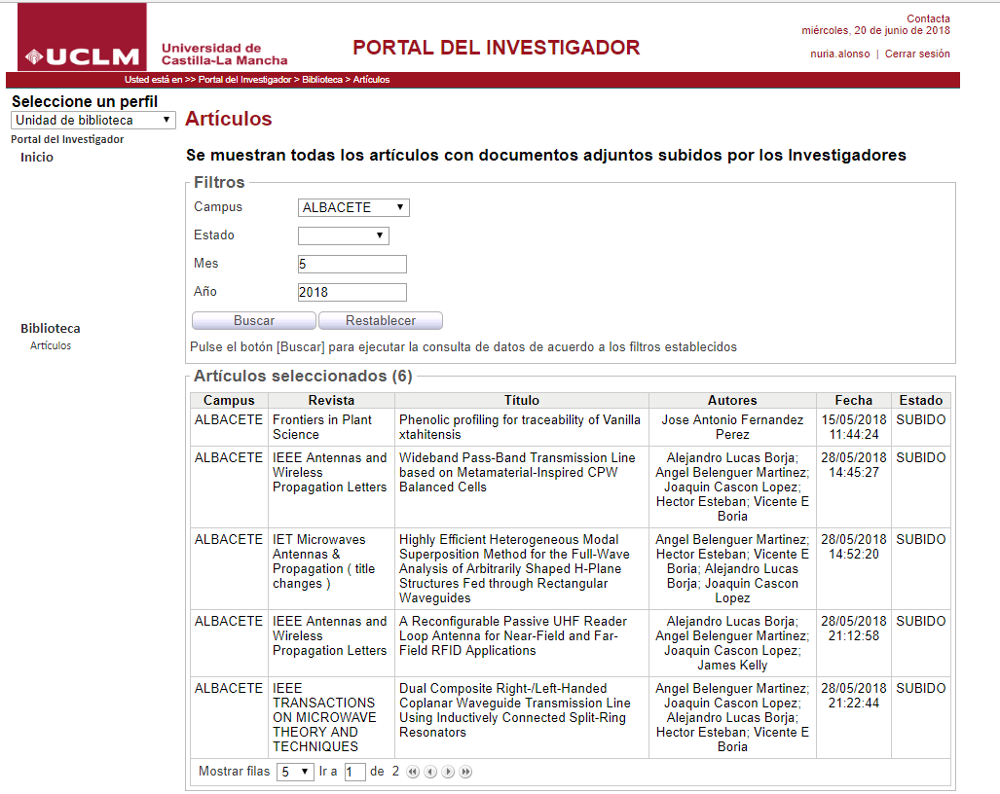 Contacta
miércoles, 20 de junio de 2018
UCLM
Universidad de
Castilla-La Mancha
PORTAL DEL INVESTIGADOR
nuria.alonso | Cerrar sesión
Usted está en >> Portal del Investigador > Biblioteca > Artículos
Seleccione un perfil
Unidad de biblioteca
Portal del Investigador
Inicio
Biblioteca
Artículos
Artículos
Se muestran todas los artículos con documentos adjuntos subidos por los Investigadores
Filtros
Campus ALBACETE
Estado
Mes 5
Año 2018
Buscar Restablecer
Pulse el botón [Buscar] para ejecutar la consulta de datos de acuerdo a los filtros establecidos
Artículos seleccionados (6)
Campus Revista Título Autores Fecha Estado
ALBACETE Frontiers in Plant Phenolic profiling for traceability of Vanilla Jose Antonio Fernandez 15/05/2018 SUBIDO
Science xtahitensis Perez 11:44:24
ALBACETE IEEE Antennas and Wideband Pass-Band Transmission Line Alejandro Lucas Borja; 28/05/2018 SUBIDO
Wireless based on Metamaterial-Inspired CPW Angel Belenguer Martinez; 14:45:27
Propagation Letters Balanced Cells Joaquin Cascon Lopez;
Hector Esteban; Vicente E
Boria
ALBACETE IET Microwaves Highly Efficient Heterogeneous Modal Angel Belenguer Martinez; 28/05/2018 SUBIDO
Antennas & Superposition Method for the Full-Wave Hector Esteban; Vicente E 14:52:20
Propagation ( title Analysis of Arbitrarily Shaped H-Plane Boria; Alejandro Lucas
changes ) Structures Fed through Rectangular Borja; Joaquin Cascon
Waveguides Lopez
ALBACETE IEEE Antennas and A Reconfigurable Passive UHF Reader Alejandro Lucas Borja; 28/05/2018 SUBIDO
Wireless Loop Antenna for Near-Field and Far- Angel Belenguer Martinez; 21:12:58
Propagation Letters Field RFID Applications Joaquin Cascon Lopez;
James Kelly
ALBACETE IEEE Dual Composite Right-/Left-Handed Angel Belenguer Martinez; 28/05/2018 SUBIDO
TRANSACTIONS Coplanar Waveguide Transmission Line Joaquin Cascon Lopez; 21:22:44
ON MICROWAVE Using Inductively Connected Split-Ring Alejandro Lucas Borja;
THEORY AND Resonators Hector Esteban; Vicente E
TECHNIQUES Boria
Mostrar filas 5 Ir a 1 de 2